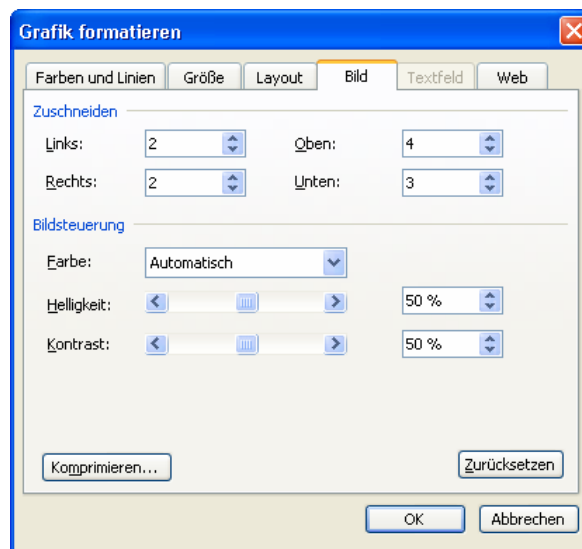 Grafik formatieren
Farben und Linien Größe Layout Bild Textfeld Web
Zuschneiden
Links: 2 Oben: 4
Rechts: 2 Unten: 3
Bildsteuerung
Farbe: Automatisch
Helligkeit: 50 %
Kontrast: 50 %
Komprimieren... Zurücksetzen
OK Abbrechen